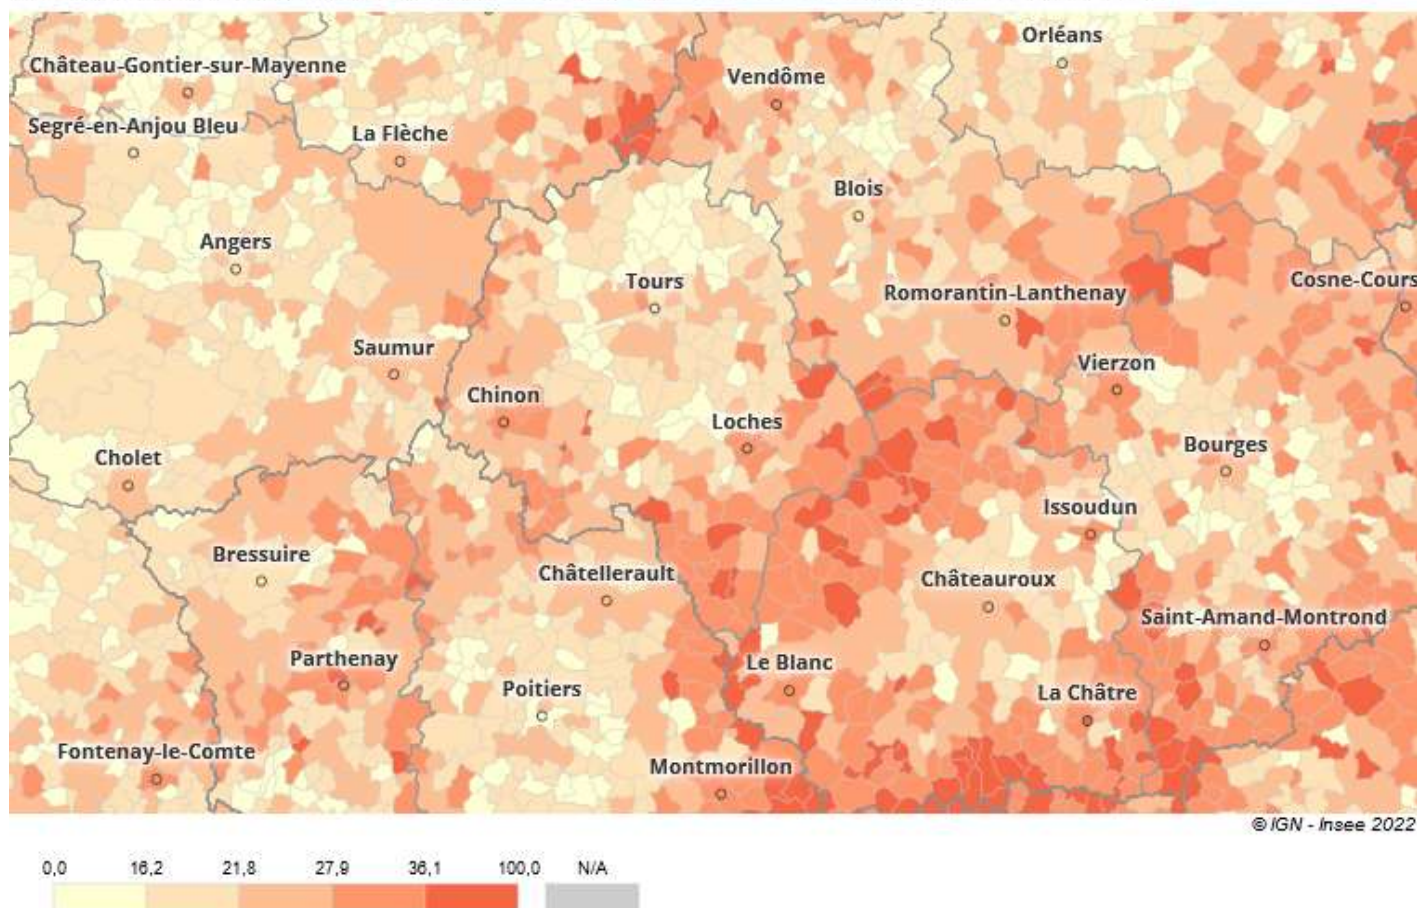 Orléans
Château-Gontier-sur-Mayenne
Vendôme
Segré-en-Anjou Bleu
La Flèche
Blois
Angers
Tours
Cosne-Cours
Romorantin-Lanthenay
Saumur
Vierzon
Chinon
Loches
Bourges
Cholet
Issoudun
Bressuire
Châtellerault
Châteauroux
Saint-Amand-Montrond
Parthenay
Le Blanc
Poitiers
La Châtre
Fontenay-le-Comte
Montmorillon
© IGN - Insee 2022
0,0 16,2 21,8 27,9 36,1 100,0 N/A